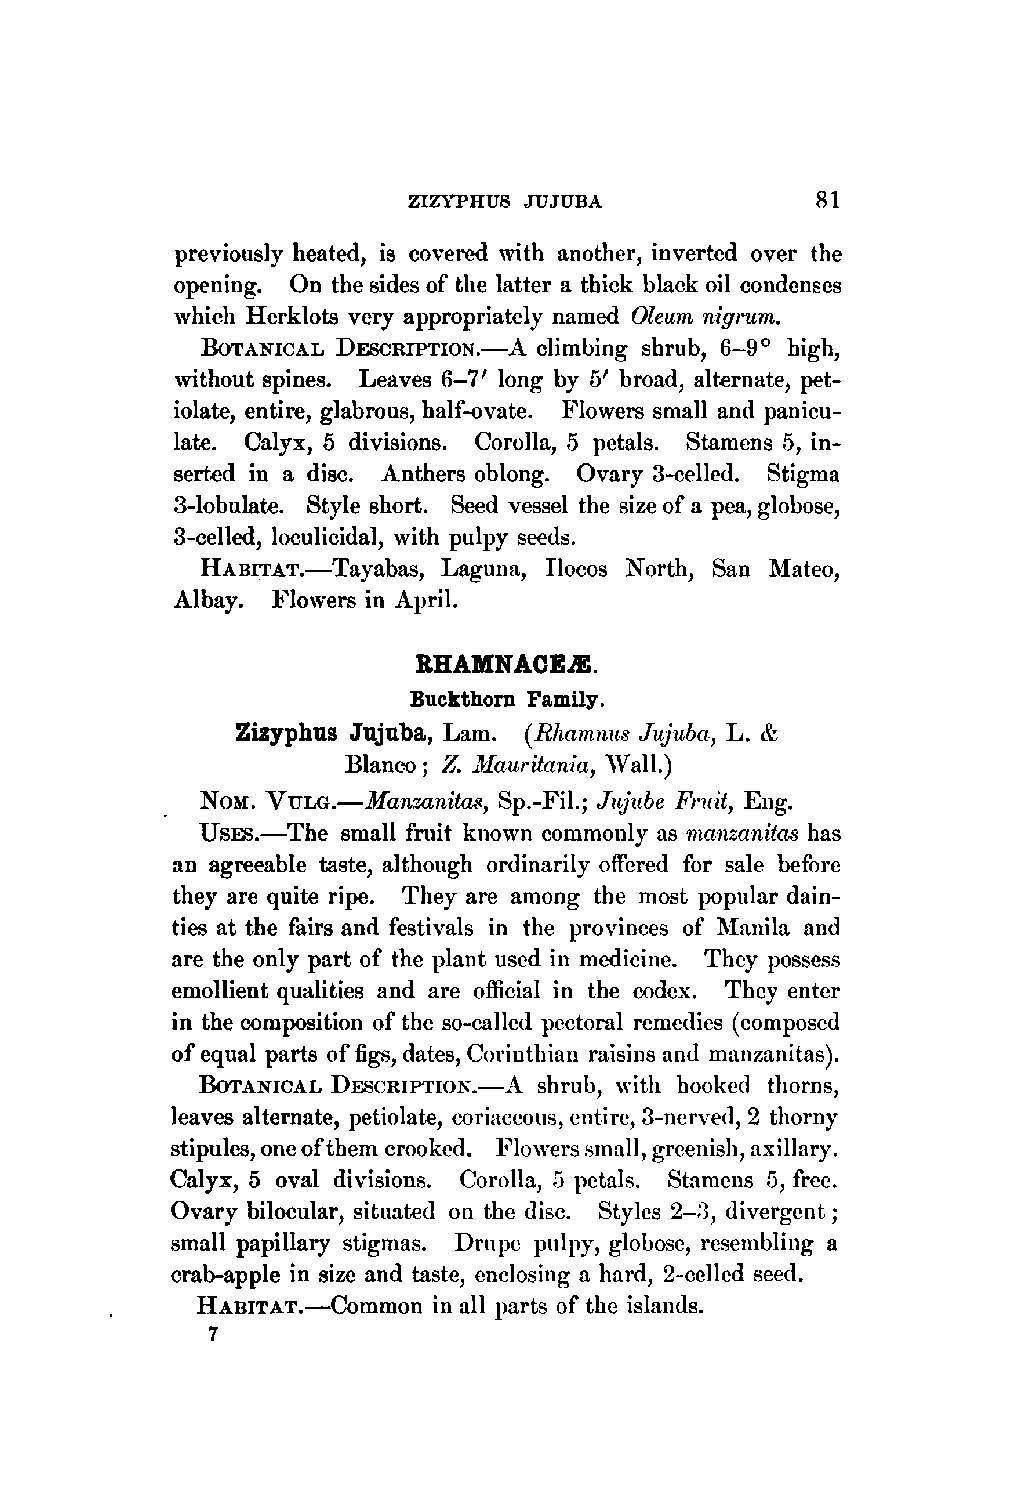 ZIZYPHUS JUJUBA 81
previously heated, is covered with another, inverted over the
opening. On the sides of the latter a thick black oil condenses
which Herklots very appropriately named Oleum nigrum.
BOTANICAL DESCRIPTION.—A climbing shrub, 6–9° high,
without spines. Leaves 6–7′ long by 5′ broad, alternate, pet-
iolate, entire, glabrous, half-ovate. Flowers small and panicu-
late. Calyx, 5 divisions. Corolla, 5 petals. Stamens 5, in-
serted in a disc. Anthers oblong. Ovary 3-celled. Stigma
3-lobulate. Style short. Seed vessel the size of a pea, globose,
3-celled, loculicidal, with pulpy seeds.
HABITAT.—Tayabas, Laguna, Ilocos North, San Mateo,
Albay. Flowers in April.
RHAMNACEÆ.
Buckthorn Family.
Zizyphus Jujuba, Lam. (Rhamnus Jujuba, L. &
Blanco; Z. Mauritania, Wall.)
NOM. VULG.—Manzanitas, Sp.-Fil.; Jujube Fruit, Eng.
USES.—The small fruit known commonly as manzanitas has
an agreeable taste, although ordinarily offered for sale before
they are quite ripe. They are among the most popular dain-
ties at the fairs and festivals in the provinces of Manila and
are the only part of the plant used in medicine. They possess
emollient qualities and are official in the codex. They enter
in the composition of the so-called pectoral remedies (composed
of equal parts of figs, dates, Corinthian raisins and manzanitas).
BOTANICAL DESCRIPTION.—A shrub, with hooked thorns,
leaves alternate, petiolate, coriaceous, entire, 3-nerved, 2 thorny
stipules, one of them crooked. Flowers small, greenish, axillary.
Calyx, 5 oval divisions. Corolla, 5 petals. Stamens 5, free.
Ovary bilocular, situated on the disc. Styles 2–3, divergent;
small papillary stigmas. Drupe pulpy, globose, resembling a
crab-apple in size and taste, enclosing a hard, 2-celled seed.
HABITAT.—Common in all parts of the islands.
7